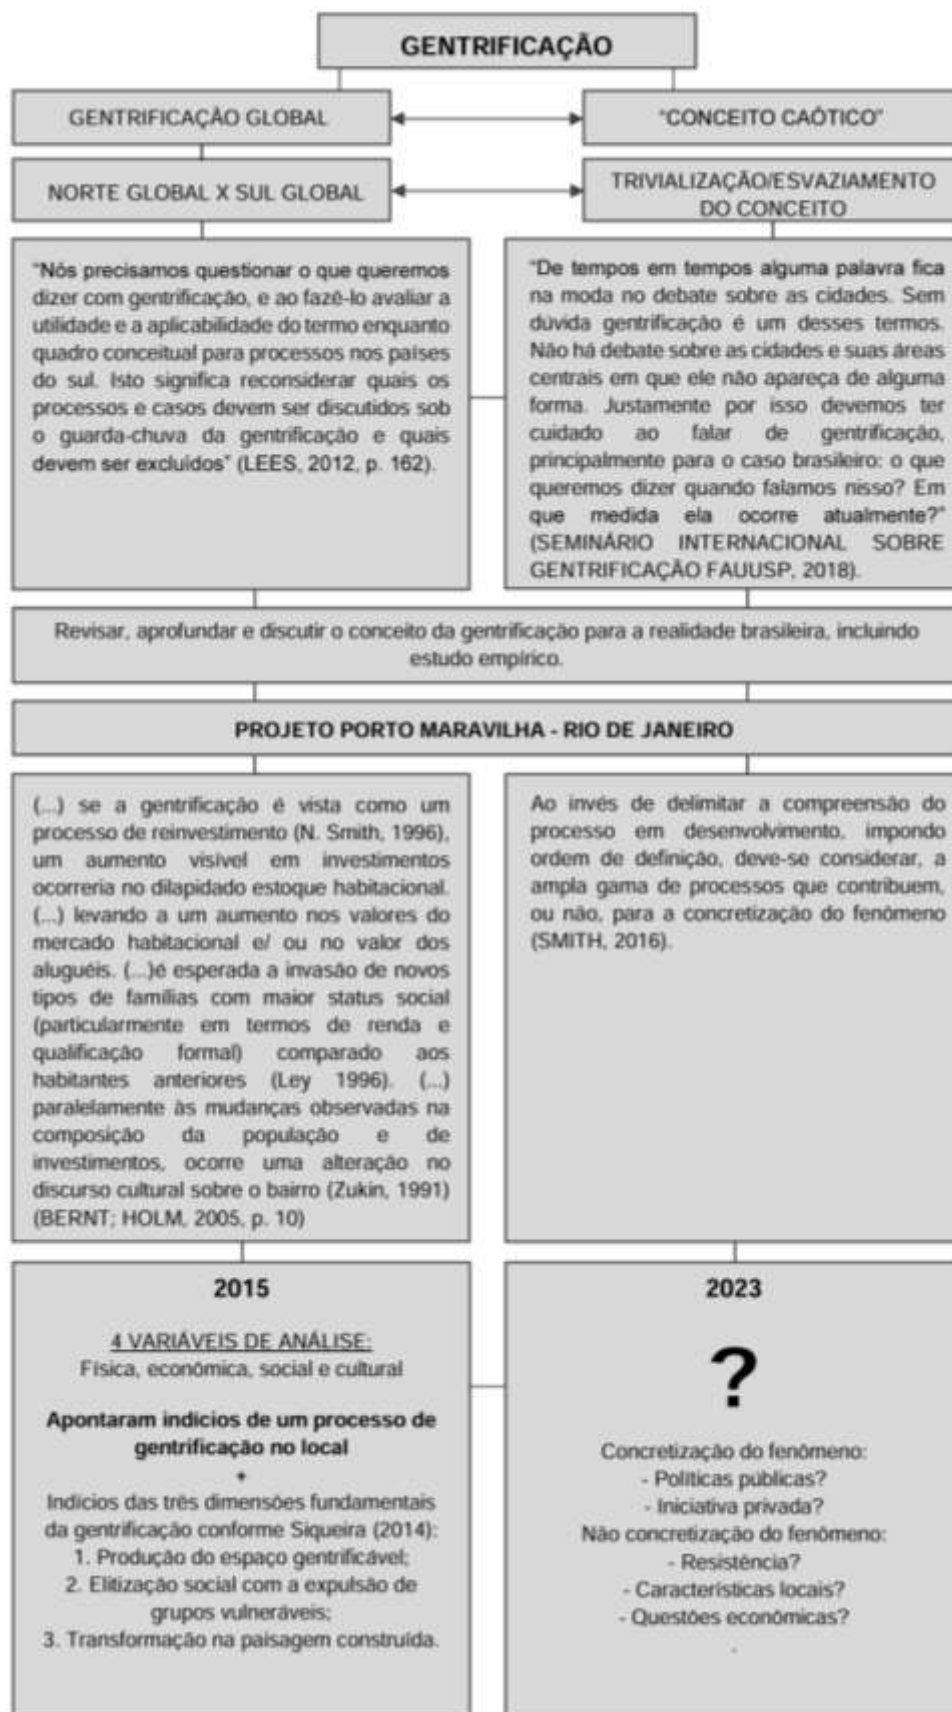 GENTRIFICAÇÃO
GENTRIFICAÇÃO GLOBAL
"CONCEITO CAÓTICO"
NORTE GLOBAL X SUL GLOBAL
TRIVIALIZAÇÃO/ESVAZIAMENTO
DO CONCEITO
"Nós precisamos questionar o que queremos
dizer com gentrificação, e ao fazê-lo avaliar a
utilidade e a aplicabilidade do termo enquanto
quadro conceitual para processos nos países
do sul. Isto significa reconsiderar quais os
processos e casos devem ser discutidos sob
o guarda-chuva da gentrificação e quais
devem ser excluídos" (LEES, 2012, p. 162).
"De tempos em tempos alguma palavra fica
na moda no debate sobre as cidades. Sem
dúvida gentrificação é um desses termos.
Não há debate sobre as cidades e suas áreas
centrais em que ele não apareça de alguma
forma. Justamente por isso devemos ter
cuidado ao falar de gentrificação,
principalmente para o caso brasileiro: o que
queremos dizer quando falamos nisso? Em
que medida ela ocorre atualmente?"
(SEMINÁRIO INTERNACIONAL SOBRE
GENTRIFICAÇÃO FAUUSP, 2018).
Revisar, aprofundar e discutir o conceito da gentrificação para a realidade brasileira, incluindo
estudo empírico.
PROJETO PORTO MARAVILHA - RIO DE JANEIRO
(...) se a gentrificação é vista como um
processo de reinvestimento (N. Smith, 1996),
um aumento visível em investimentos
ocorreria no dilapidado estoque habitacional.
(...) levando a um aumento nos valores do
mercado habitacional e/ ou no valor dos
aluguéis. (...)é esperada a invasão de novos
tipos de famílias com maior status social
(particularmente em termos de renda e
qualificação formal) comparado aos
habitantes anteriores (Ley 1996). (...)
paralelamente às mudanças observadas na
composição da população e de
investimentos, ocorre uma alteração no
discurso cultural sobre o bairro (Zukin, 1991)
(BERNT; HOLM, 2005, p. 10)
Ao invés de delimitar a compreensão do
processo em desenvolvimento, impondo
ordem de definição, deve-se considerar, a
ampla gama de processos que contribuem,
ou não, para a concretização do fenômeno
(SMITH, 2016).
2015
4 VARIÁVEIS DE ANÁLISE:
Física, econômica, social e cultural
Apontaram indícios de um processo de
gentrificação no local
+
Indícios das três dimensões fundamentais
da gentrificação conforme Siqueira (2014):
1. Produção do espaço gentrificável;
2. Elitização social com a expulsão de
grupos vulneráveis;
3. Transformação na paisagem construída.
2023
?
Concretização do fenômeno:
- Políticas públicas?
- Iniciativa privada?
Não concretização do fenômeno:
- Resistência?
- Características locais?
- Questões econômicas?
.